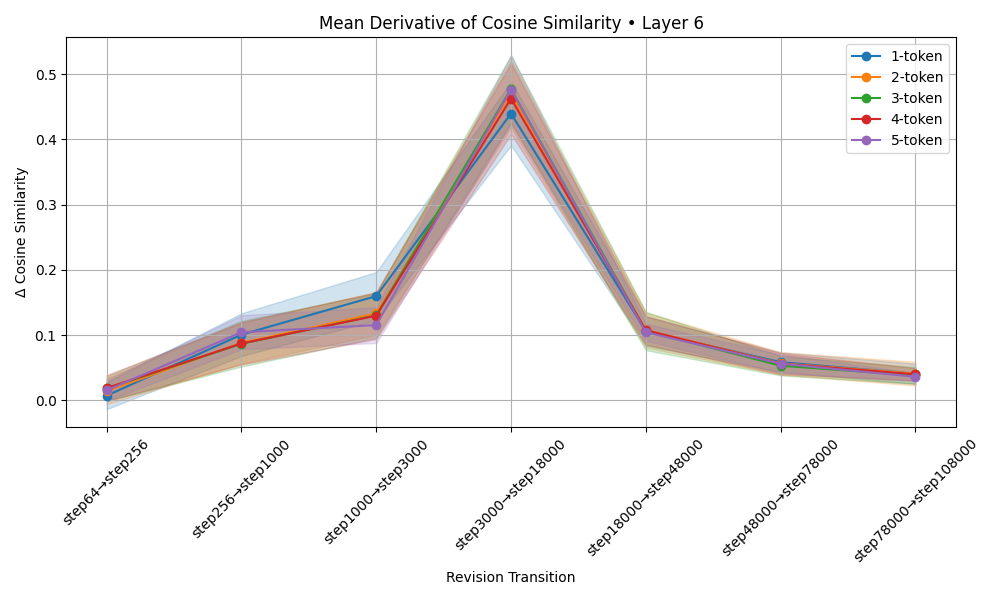 Mean Derivative of Cosine Similarity • Layer 6
1-token
2-token
3-token
4-token
5-token
Δ Cosine Similarity
0.5
0.4
0.3
0.2
0.1
0.0
step64→step256
step256→step1000
step1000→step3000
step3000→step18000
step18000→step48000
step48000→step78000
step78000→step108000
Revision Transition